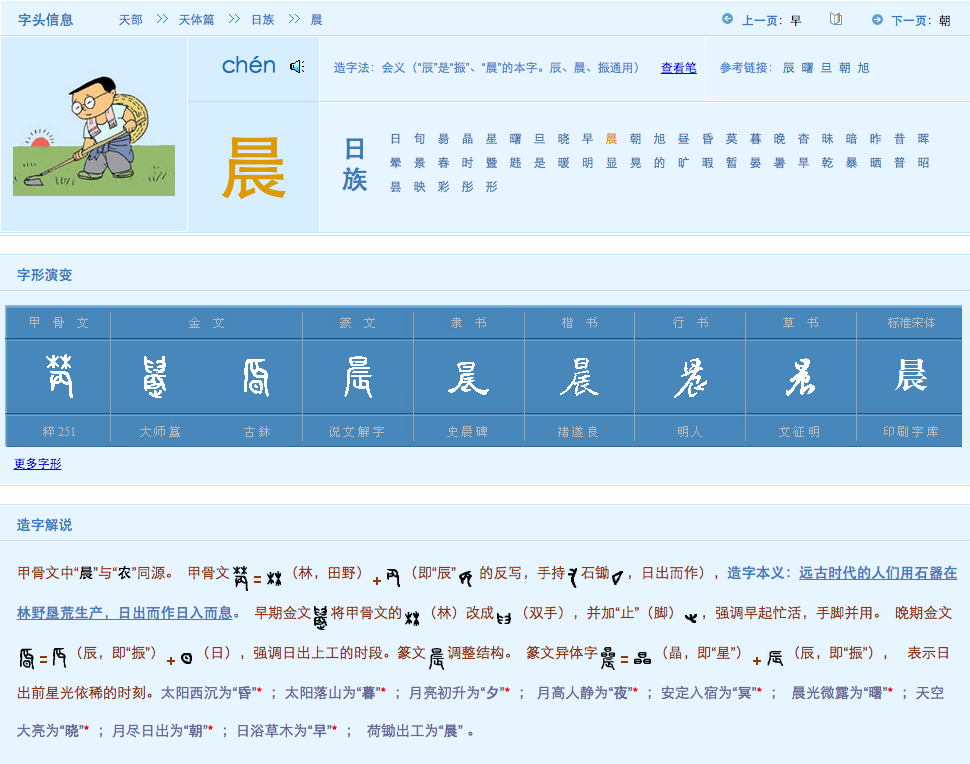 字头信息 天部 >> 天体篇 >> 日族 >> 晨 上一页：早 下一页：朝
chén 造字法：会义（“辰”是“振”、“晨”的本字。辰、晨、振通用） 查看笔 参考链接： 辰 曙 旦 朝 旭
晨
日族
日 旬 易 晶 星 曙 旦 晓 早 晨 朝 旭 昼 昏 莫 暮 晚 杳 昧 暗 昨 昔 晖
晕 景 春 时 暨 韪 是 暖 明 显 晃 的 旷 暇 暂 晏 暑 旱 乾 暴 晒 普 昭
昙 映 彩 彤 形
字形演变
甲 骨 文 金 文 篆 文 隶 书 楷 书 行 书 草 书 标准宋体
晨
粹 251 大师簋 古鉢 说文解字 史晨碑 褚遂良 明人 文征明 印刷字库
更多字形
造字解说
甲骨文中“晨”与“农”同源。 甲骨文 = （林，田野） + （即“辰” 的反写，手持 石锄 ，日出而作），造字本义：远古时代的人们用石器在
林野垦荒生产，日出而作日入而息。 早期金文 将甲骨文的 （林）改成 （双手），并加“止”（脚） ，强调早起忙活，手脚并用。 晚期金文
= （辰，即“振”） + （日），强调日出上工的时段。篆文 调整结构。 篆文异体字 = （晶，即“星”） + （辰，即“振”）， 表示日
出前星光依稀的时刻。太阳西沉为“昏”* ；太阳落山为“暮”* ；月亮初升为“夕”* ； 月高人静为“夜”* ；安定入宿为“冥”* ； 晨光微露为“曙”* ；天空
大亮为“晓”* ；月尽日出为“朝”* ；日浴草木为“早”* ； 荷锄出工为“晨” 。